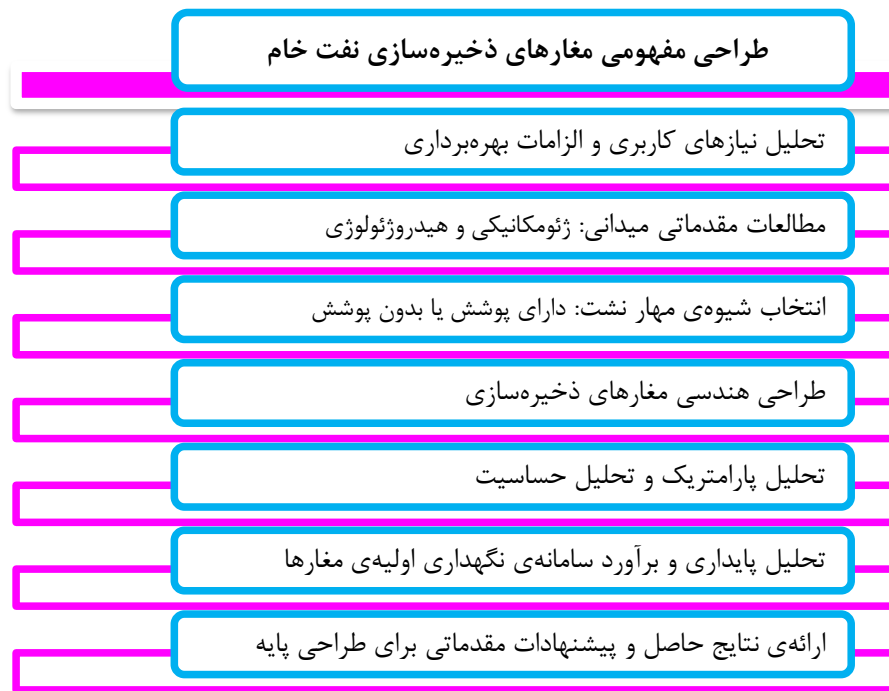 طراحی مفهومی مغارهای ذخیره‌سازی نفت خام
تحلیل نیازهای کاربری و الزامات بهره‌برداری
مطالعات مقدماتی میدانی: ژئومکانیکی و هیدروژئولوژی
انتخاب شیوه‌ی مهار نشت: دارای پوشش یا بدون پوشش
طراحی هندسی مغارهای ذخیره‌سازی
تحلیل پارامتریک و تحلیل حساسیت
تحلیل پایداری و برآورد سامانه‌ی نگهداری اولیه‌ی مغارها
ارائه‌ی نتایج حاصل و پیشنهادات مقدماتی برای طراحی پایه